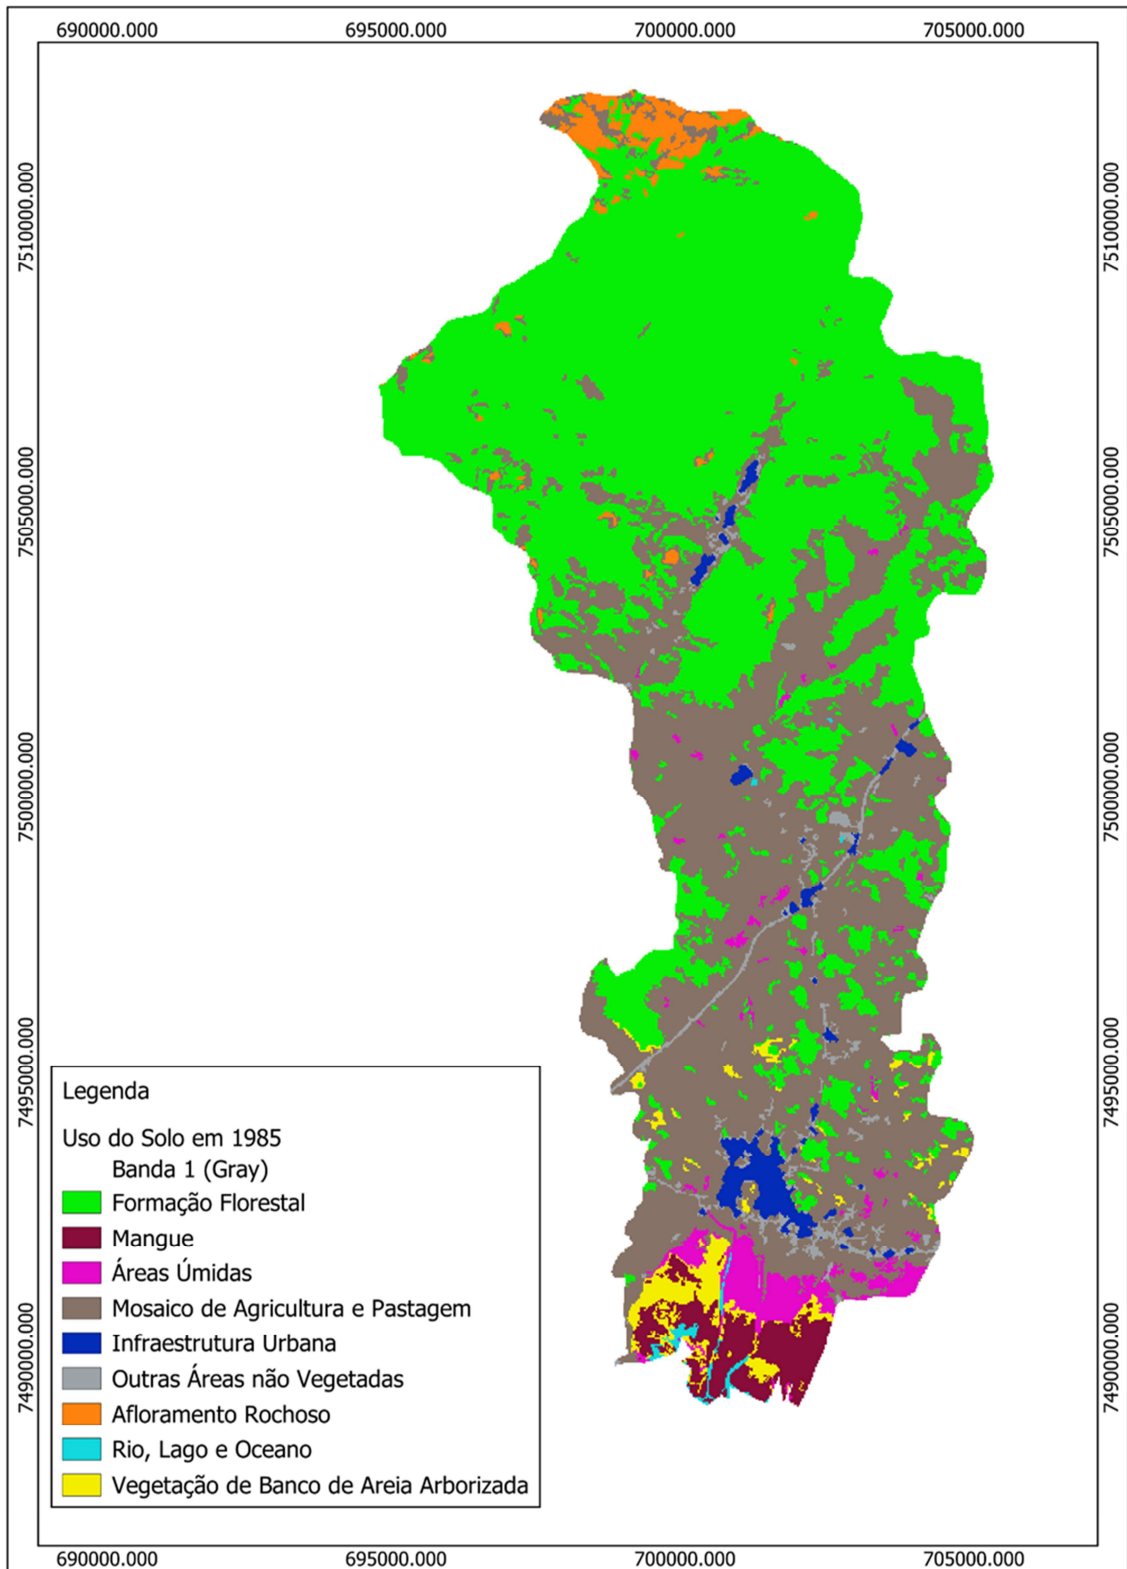 690000.000 695000.000 700000.000 705000.000
7510000.000
7505000.000
7500000.000
7495000.000
7490000.000
7510000.000
7505000.000
7500000.000
7495000.000
7490000.000
Legenda
Uso do Solo em 1985
Banda 1 (Gray)
Formação Florestal
Mangue
Áreas Úmidas
Mosaico de Agricultura e Pastagem
Infraestrutura Urbana
Outras Áreas não Vegetadas
Afloramento Rochoso
Rio, Lago e Oceano
Vegetação de Banco de Areia Arborizada
690000.000 695000.000 700000.000 705000.000